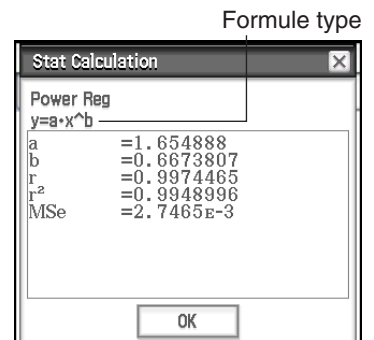 Formule type
Stat Calculation
Power Reg
y=a·x^b
a =1.654888
b =0.6673807
r =0.9974465
r² =0.9948996
MSe =2.7465ᴇ-3
OK